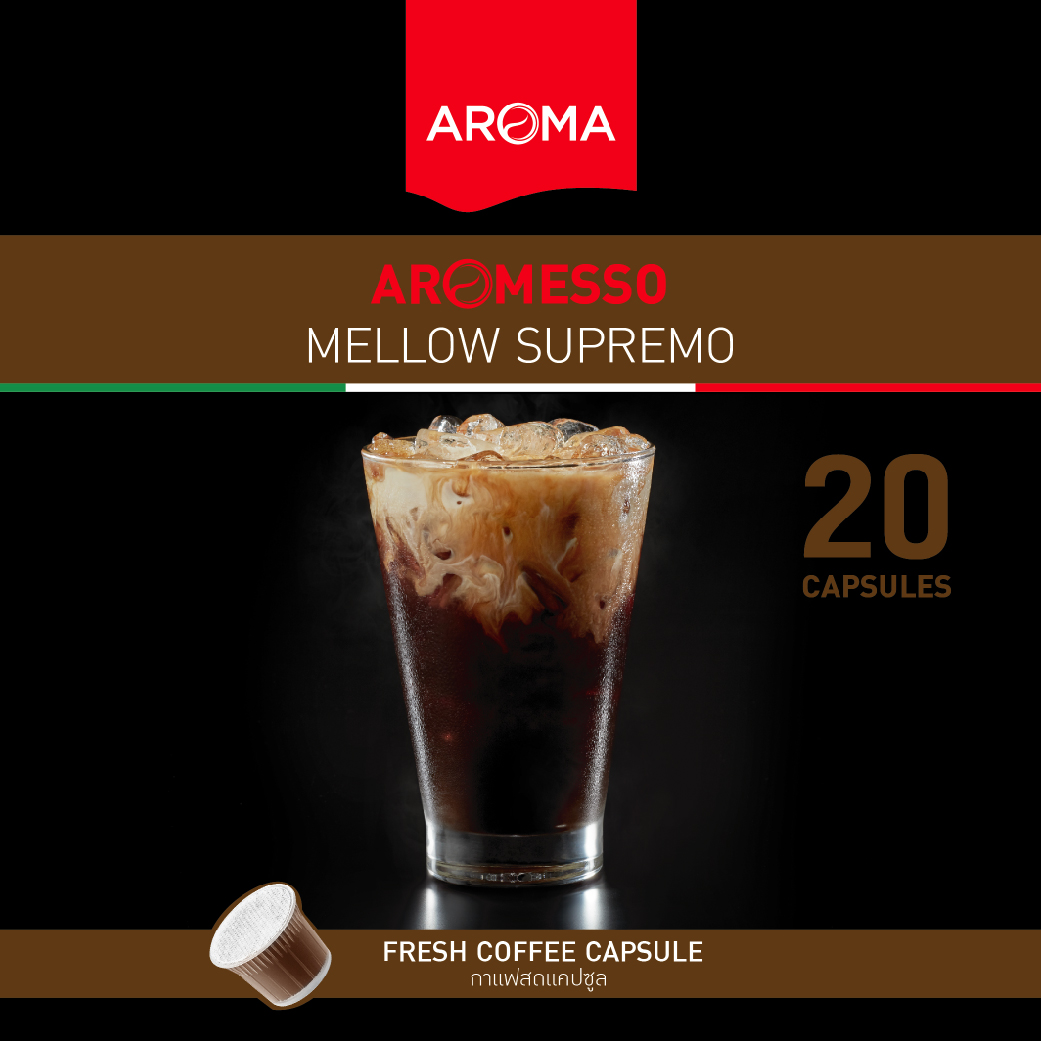 AROMA
AROMESSO
MELLOW SUPREMO
20
CAPSULES
FRESH COFFEE CAPSULE
กาแฟสดแคปซูล